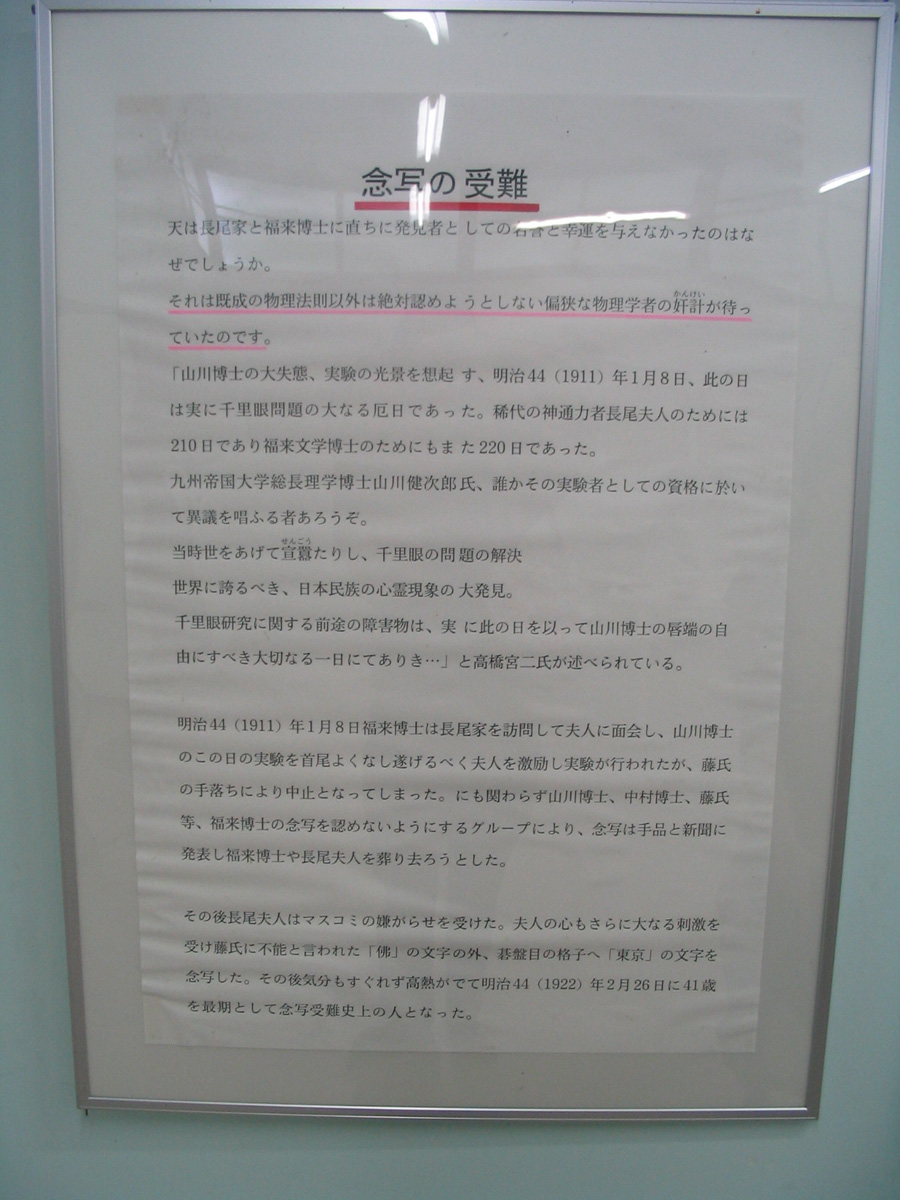 念写の受難
天は長尾家と福来博士に直ちに発見者としての名誉と幸運を与えなかったのはな
ぜでしょうか。
かんけい
それは既成の物理法則以外は絶対認めようとしない偏狭な物理学者の奸計が待っ
ていたのです。
「山川博士の大失態、実験の光景を想起す、明治44（1911）年1月8日、此の日
は実に千里眼問題の大なる厄日であった。稀代の神通力者長尾夫人のためには
210日であり福来文学博士のためにもまた220日であった。
九州帝国大学総長理学博士山川健次郎氏、誰かその実験者としての資格に於い
て異議を唱ふる者あろうぞ。
せんごう
当時世をあげて宣囂たりし、千里眼の問題の解決
世界に誇るべき、日本民族の心霊現象の大発見。
千里眼研究に関する前途の障害物は、実に此の日を以って山川博士の唇端の自
由にすべき大切なる一日にてありき…」と高橋宮二氏が述べられている。
明治44（1911）年1月8日福来博士は長尾家を訪問して夫人に面会し、山川博士
のこの日の実験を首尾よくなし遂げるべく夫人を激励し実験が行われたが、藤氏
の手落ちにより中止となってしまった。にも関わらず山川博士、中村博士、藤氏
等、福来博士の念写を認めないようにするグループにより、念写は手品と新聞に
発表し福来博士や長尾夫人を葬り去ろうとした。
その後長尾夫人はマスコミの嫌がらせを受けた。夫人の心もさらに大なる刺激を
受け藤氏に不能と言われた「佛」の文字の外、碁盤目の格子へ「東京」の文字を
念写した。その後気分もすぐれず高熱がでて明治44（1922）年2月26日に41歳
を最期として念写受難史上の人となった。